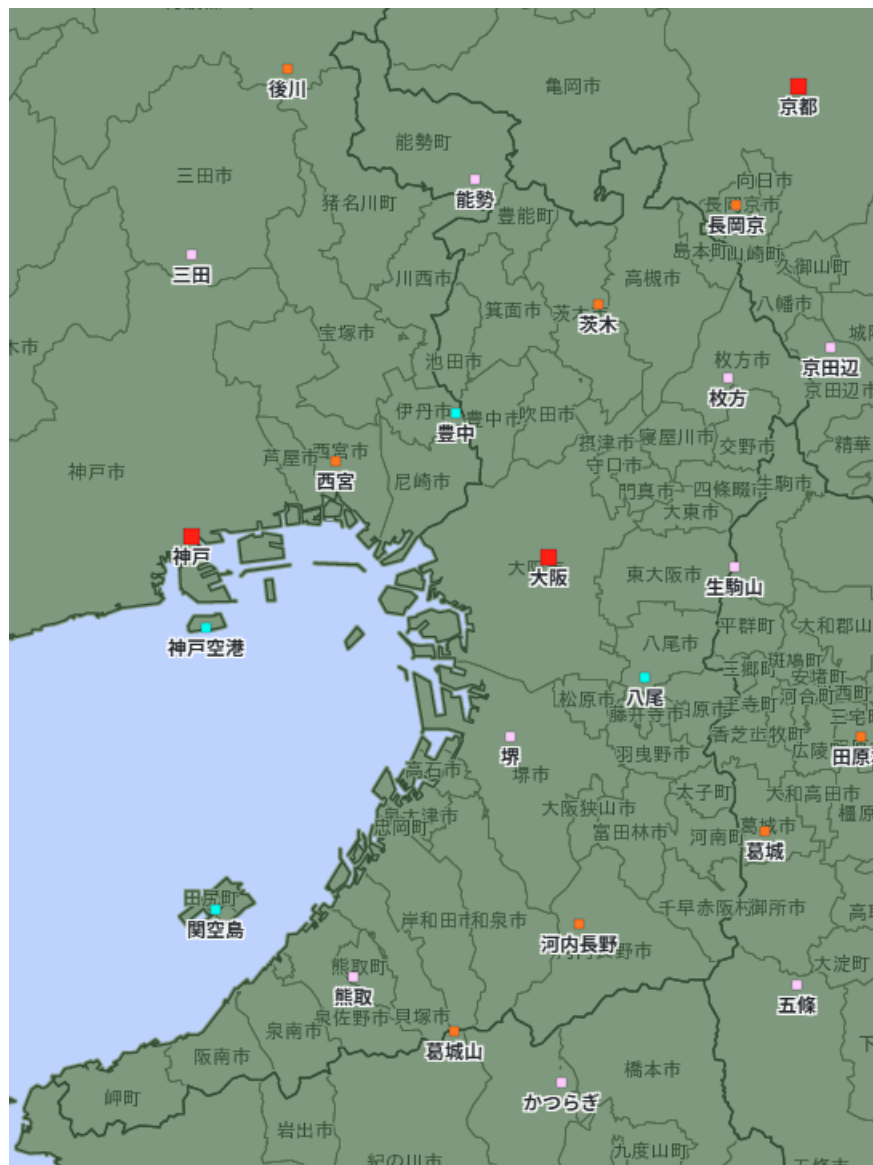 後川
亀岡市
京都
能勢町
三田市
能勢
向日市
猪名川町
豊能町
長岡京市
長岡京
島本町
山崎町
三田
川西市
高槻市
久御山町
箕面市
八幡市
茨木
宝塚市
木市
池田市
枚方市
京田辺
枚方
京田辺市
伊丹市
豊中市
吹田市
豊中
摂津市
寝屋川市
交野市
精華
西宮市
芦屋市
守口市
西宮
神戸市
尼崎市
門真市
四條畷市
生駒市
大東市
神戸
大阪
東大阪市
生駒山
平群町
大和郡山
神戸空港
八尾市
三郷町
斑鳩町
安堵町
松原市
八尾
柏原市
王寺町
河合町
藤井寺市
三宅町
香芝市
堺
羽曳野市
広陵町
田原本
高石市
堺市
太子町
大和高田市
泉大津市
大阪狭山市
忠岡町
富田林市
河南町
葛城市
橿原
葛城
田尻町
千早赤阪村
御所市
関空島
岸和田市
和泉市
河内長野
河内長野市
熊取町
大淀町
熊取
五條
泉佐野市
貝塚市
泉南市
葛城山
阪南市
橋本市
岬町
かつらぎ
岩出市
九度山町
紀の川市
五條市